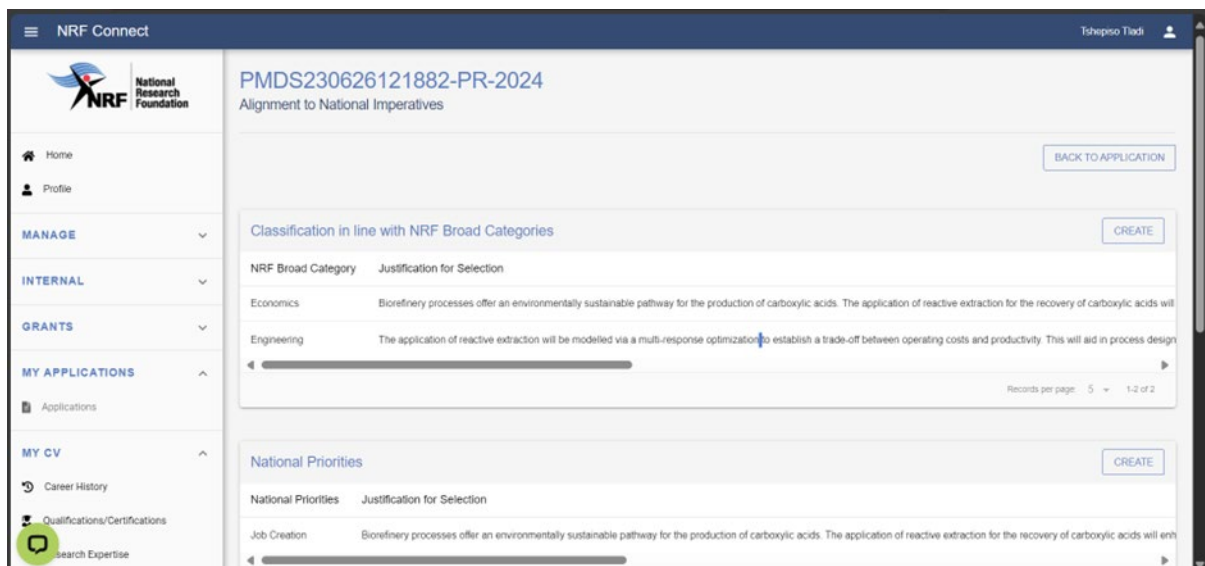 NRF Connect
Tshepiso Tladi
NRF National Research Foundation
PMDS230626121882-PR-2024
Alignment to National Imperatives
Home
BACK TO APPLICATION
Profile
MANAGE
Classification in line with NRF Broad Categories
CREATE
NRF Broad Category Justification for Selection
INTERNAL
Economics Biorefinery processes offer an environmentally sustainable pathway for the production of carboxylic acids. The application of reactive extraction for the recovery of carboxylic acids will
GRANTS
Engineering The application of reactive extraction will be modelled via a multi-response optimization to establish a trade-off between operating costs and productivity. This will aid in process design
MY APPLICATIONS
Records per page: 5 1-2 of 2
Applications
MY CV
National Priorities
CREATE
Career History
National Priorities Justification for Selection
Qualifications/Certifications
Job Creation Biorefinery processes offer an environmentally sustainable pathway for the production of carboxylic acids. The application of reactive extraction for the recovery of carboxylic acids will enh
search Expertise